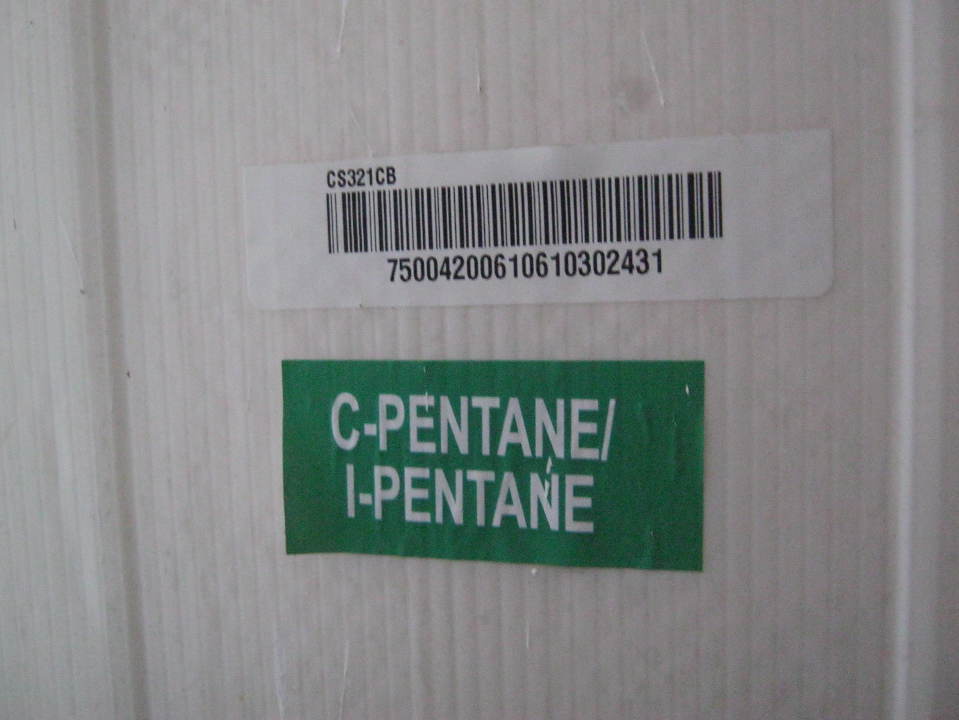 CS321CB
75004200610610302431
C-PENTANE/
I-PENTANE